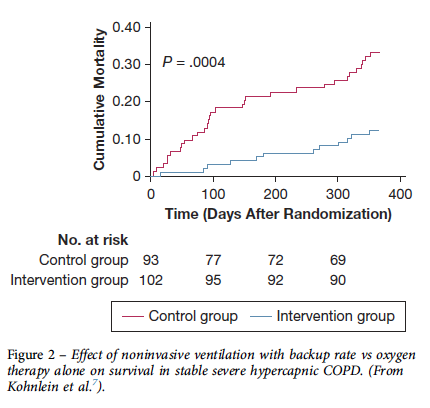 0.40
0.30
0.20
0.10
0
Cumulative Mortality
P = .0004
0 100 200 300 400
Time (Days After Randomization)
No. at risk
Control group 93 77 72 69
Intervention group 102 95 92 90
Control group Intervention group
Figure 2 – Effect of noninvasive ventilation with backup rate vs oxygen
therapy alone on survival in stable severe hypercapnic COPD. (From
Kohnlein et al.7).